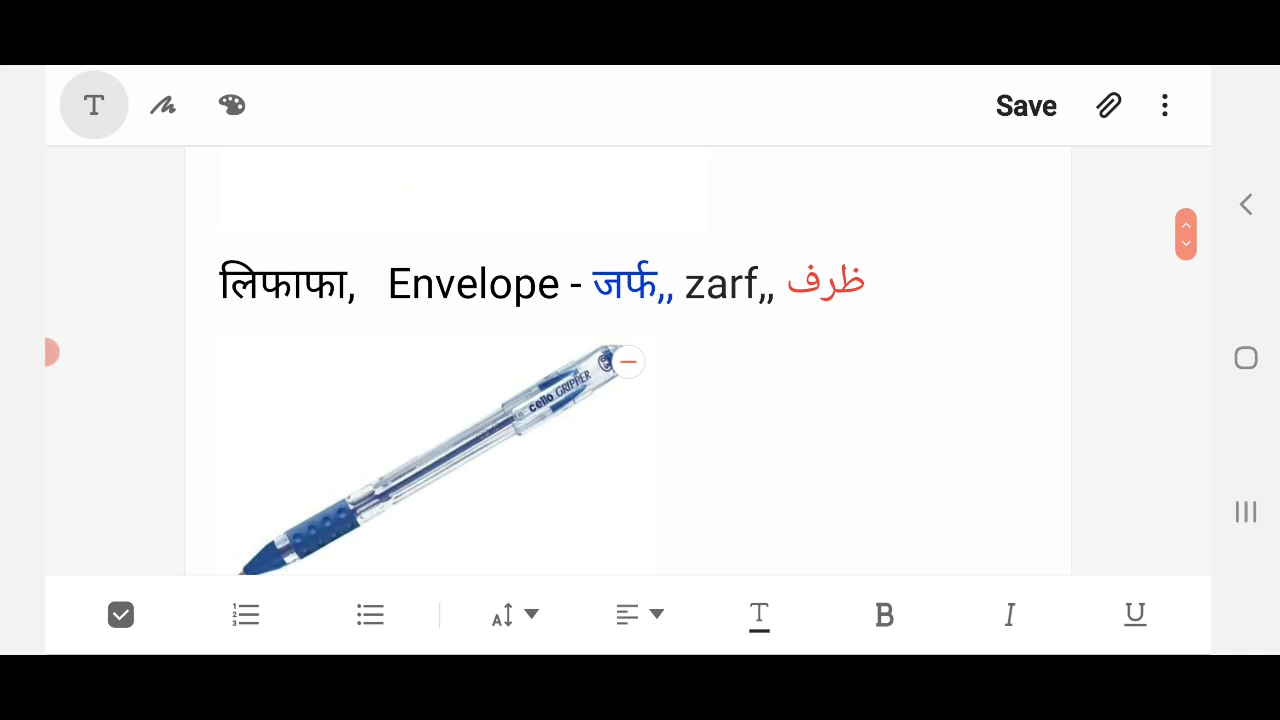 Save
लिफाफा, Envelope - जर्फ,, zarf,, ظرف
cello GRIPPER